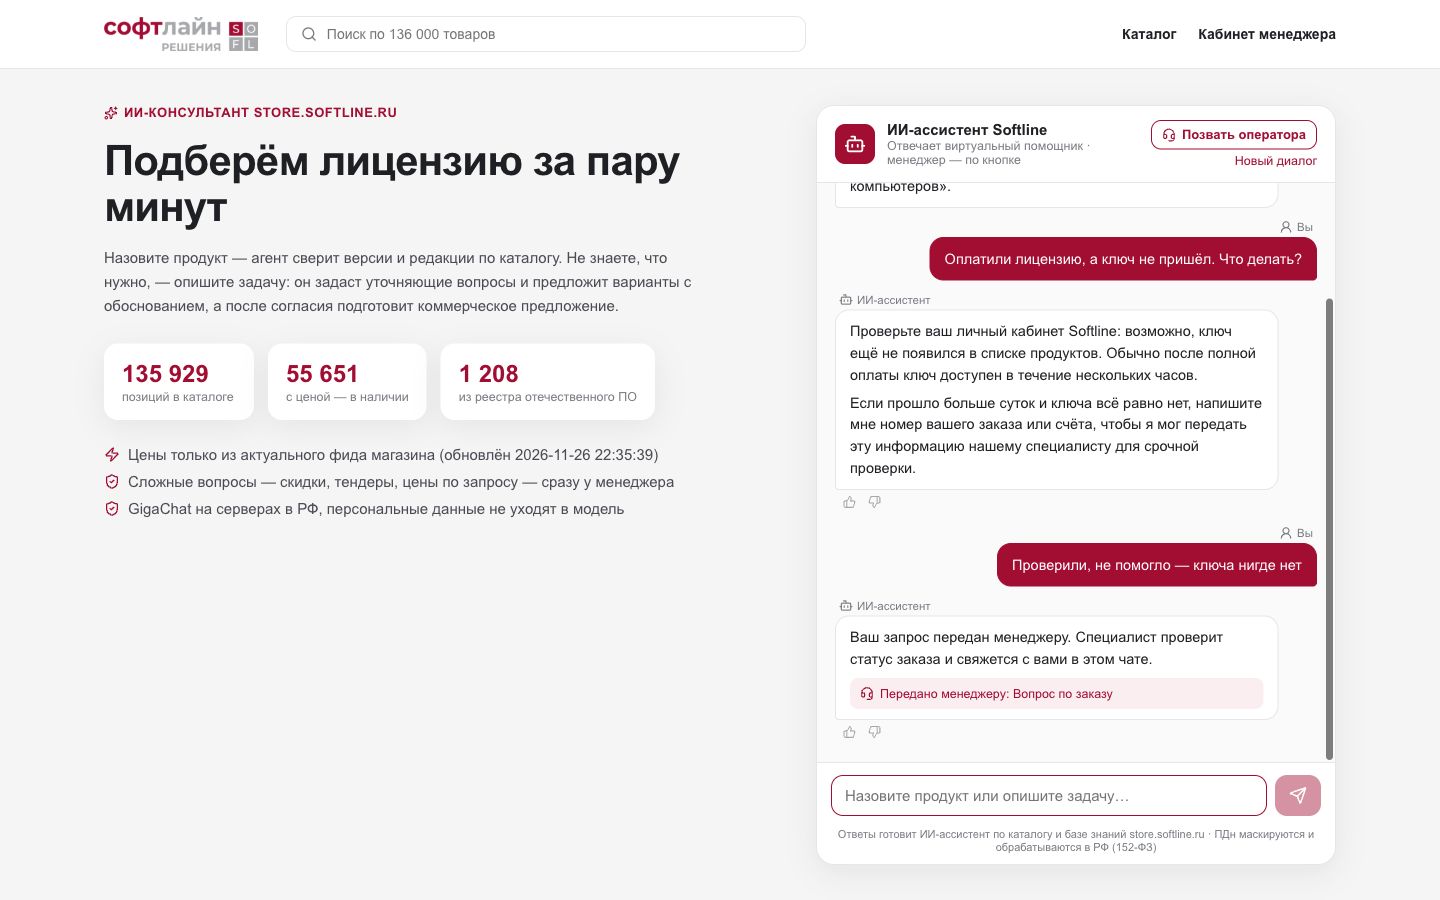 софтлайн
РЕШЕНИЯ
SO
FL
Поиск по 136 000 товаров
Каталог
Кабинет менеджера
ИИ-КОНСУЛЬТАНТ STORE.SOFTLINE.RU
Подберём лицензию за пару
минут
Назовите продукт — агент сверит версии и редакции по каталогу. Не знаете, что
нужно, — опишите задачу: он задаст уточняющие вопросы и предложит варианты с
обоснованием, а после согласия подготовит коммерческое предложение.
135 929
позиций в каталоге
55 651
с ценой — в наличии
1 208
из реестра отечественного ПО
Цены только из актуального фида магазина (обновлён 2026-11-26 22:35:39)
Сложные вопросы — скидки, тендеры, цены по запросу — сразу у менеджера
GigaChat на серверах в РФ, персональные данные не уходят в модель
ИИ-ассистент Softline
Отвечает виртуальный помощник ·
менеджер — по кнопке
Позвать оператора
Новый диалог
компьютеров».
Вы
Оплатили лицензию, а ключ не пришёл. Что делать?
ИИ-ассистент
Проверьте ваш личный кабинет Softline: возможно, ключ
ещё не появился в списке продуктов. Обычно после полной
оплаты ключ доступен в течение нескольких часов.
Если прошло больше суток и ключа всё равно нет, напишите
мне номер вашего заказа или счёта, чтобы я мог передать
эту информацию нашему специалисту для срочной
проверки.
Вы
Проверили, не помогло — ключа нигде нет
ИИ-ассистент
Ваш запрос передан менеджеру. Специалист проверит
статус заказа и свяжется с вами в этом чате.
Передано менеджеру: Вопрос по заказу
Назовите продукт или опишите задачу…
Ответы готовит ИИ-ассистент по каталогу и базе знаний store.softline.ru · ПДн маскируются и
обрабатываются в РФ (152-ФЗ)